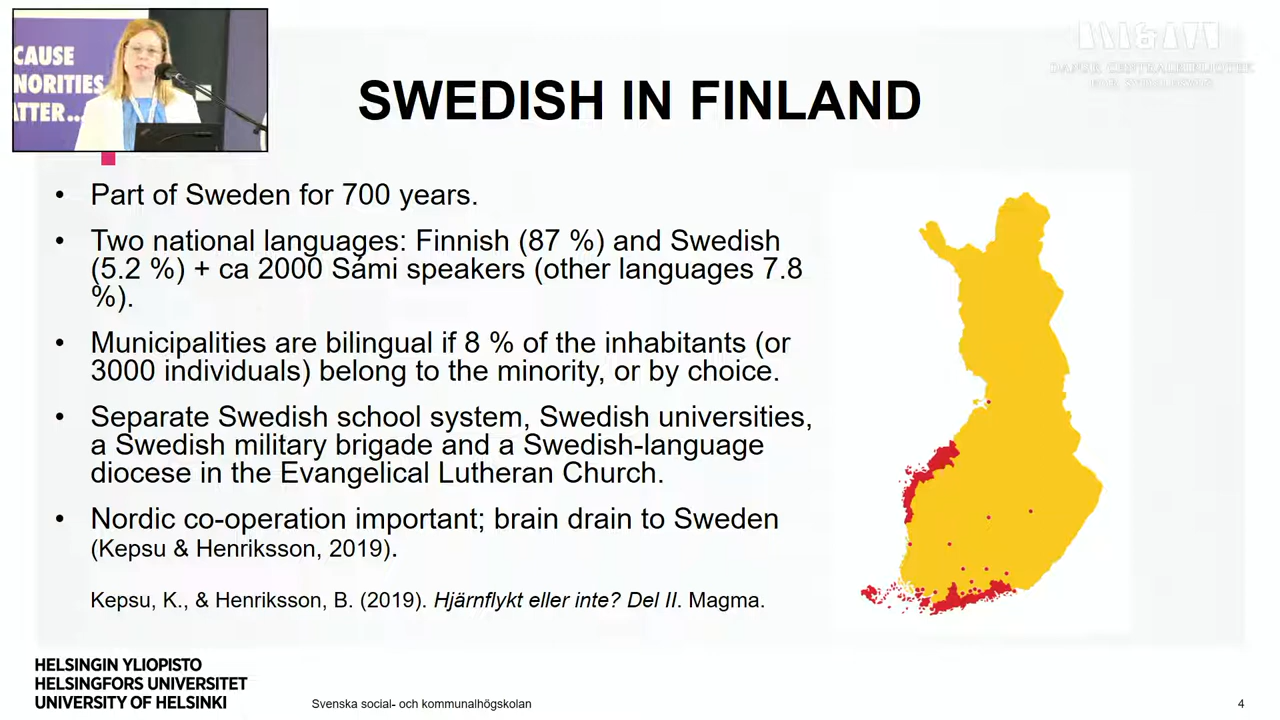 CAUSE
NORITIES
ATTER...
DANSK CENTRALBIBLIOTEK
FOR SYDSLESVIG
SWEDISH IN FINLAND
• Part of Sweden for 700 years.
• Two national languages: Finnish (87 %) and Swedish
(5.2 %) + ca 2000 Sámi speakers (other languages 7.8
%).
• Municipalities are bilingual if 8 % of the inhabitants (or
3000 individuals) belong to the minority, or by choice.
• Separate Swedish school system, Swedish universities,
a Swedish military brigade and a Swedish-language
diocese in the Evangelical Lutheran Church.
• Nordic co-operation important; brain drain to Sweden
(Kepsu & Henriksson, 2019).
Kepsu, K., & Henriksson, B. (2019). Hjärnflykt eller inte? Del II. Magma.
HELSINGIN YLIOPISTO
HELSINGFORS UNIVERSITET
UNIVERSITY OF HELSINKI
Svenska social- och kommunalhögskolan
4